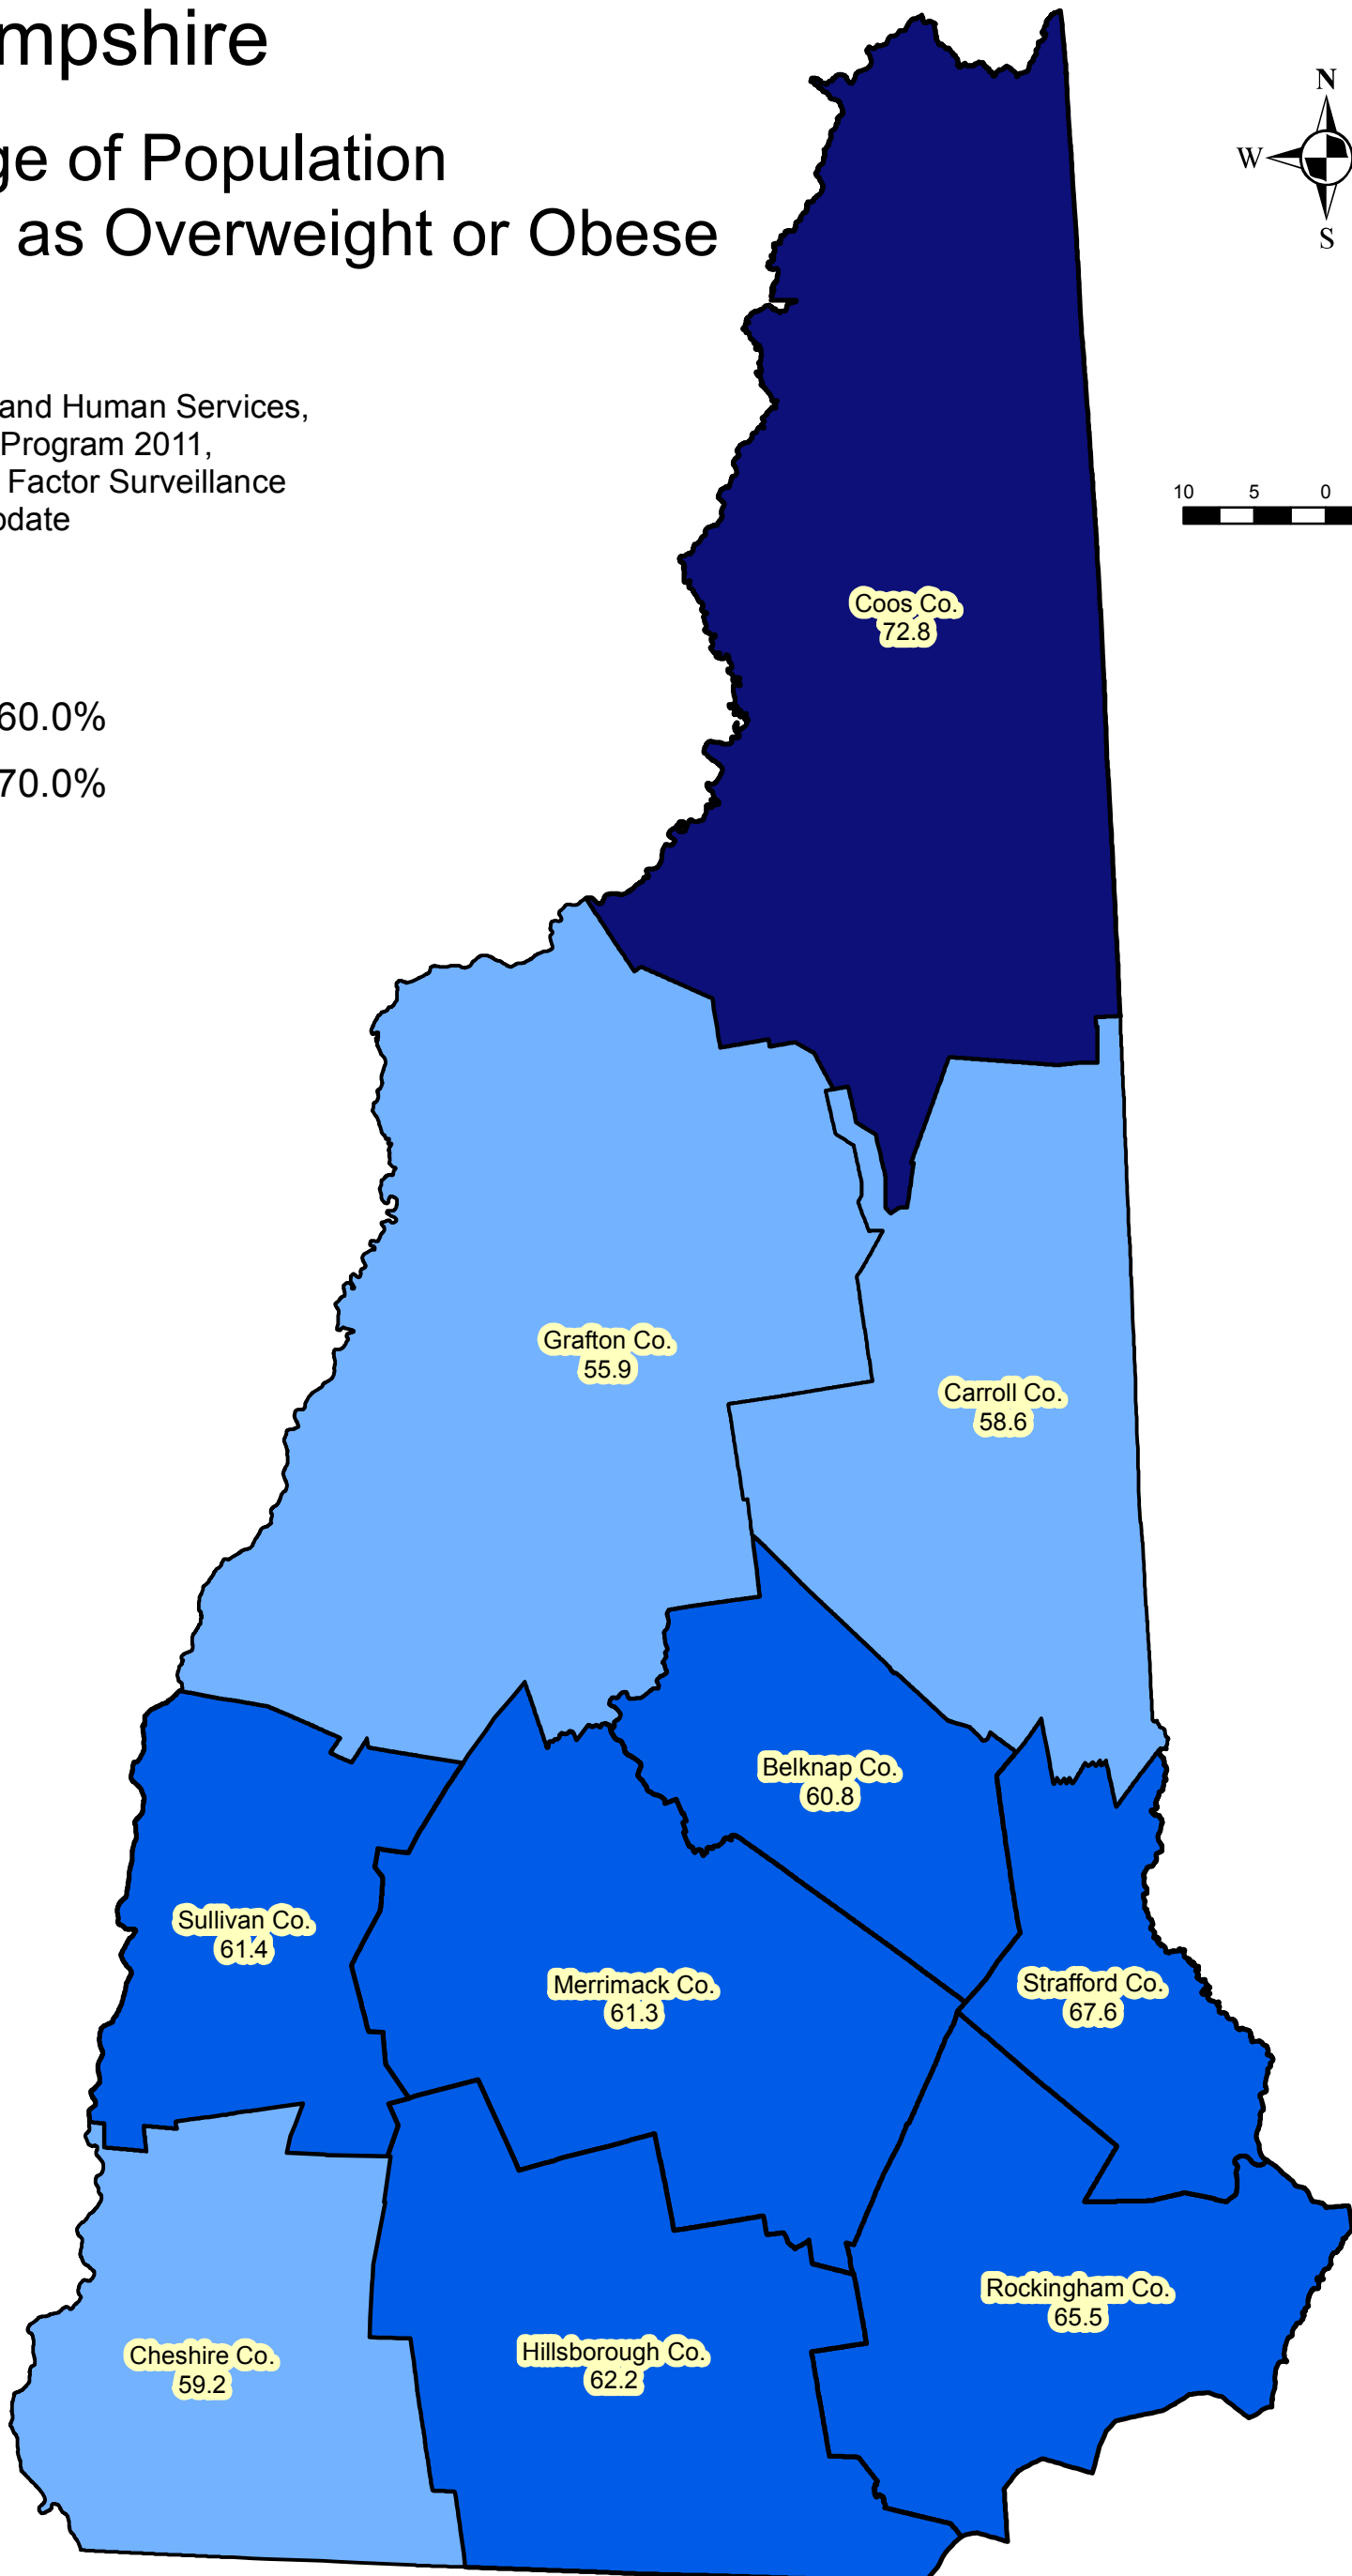 mpshire
ge of Population
as Overweight or Obese
and Human Services,
Program 2011,
Factor Surveillance
pdate
60.0%
70.0%
N
W
S
10 5 0
Coos Co.
72.8
Grafton Co.
55.9
Carroll Co.
58.6
Belknap Co.
60.8
Sullivan Co.
61.4
Merrimack Co.
61.3
Strafford Co.
67.6
Rockingham Co.
65.5
Cheshire Co.
59.2
Hillsborough Co.
62.2